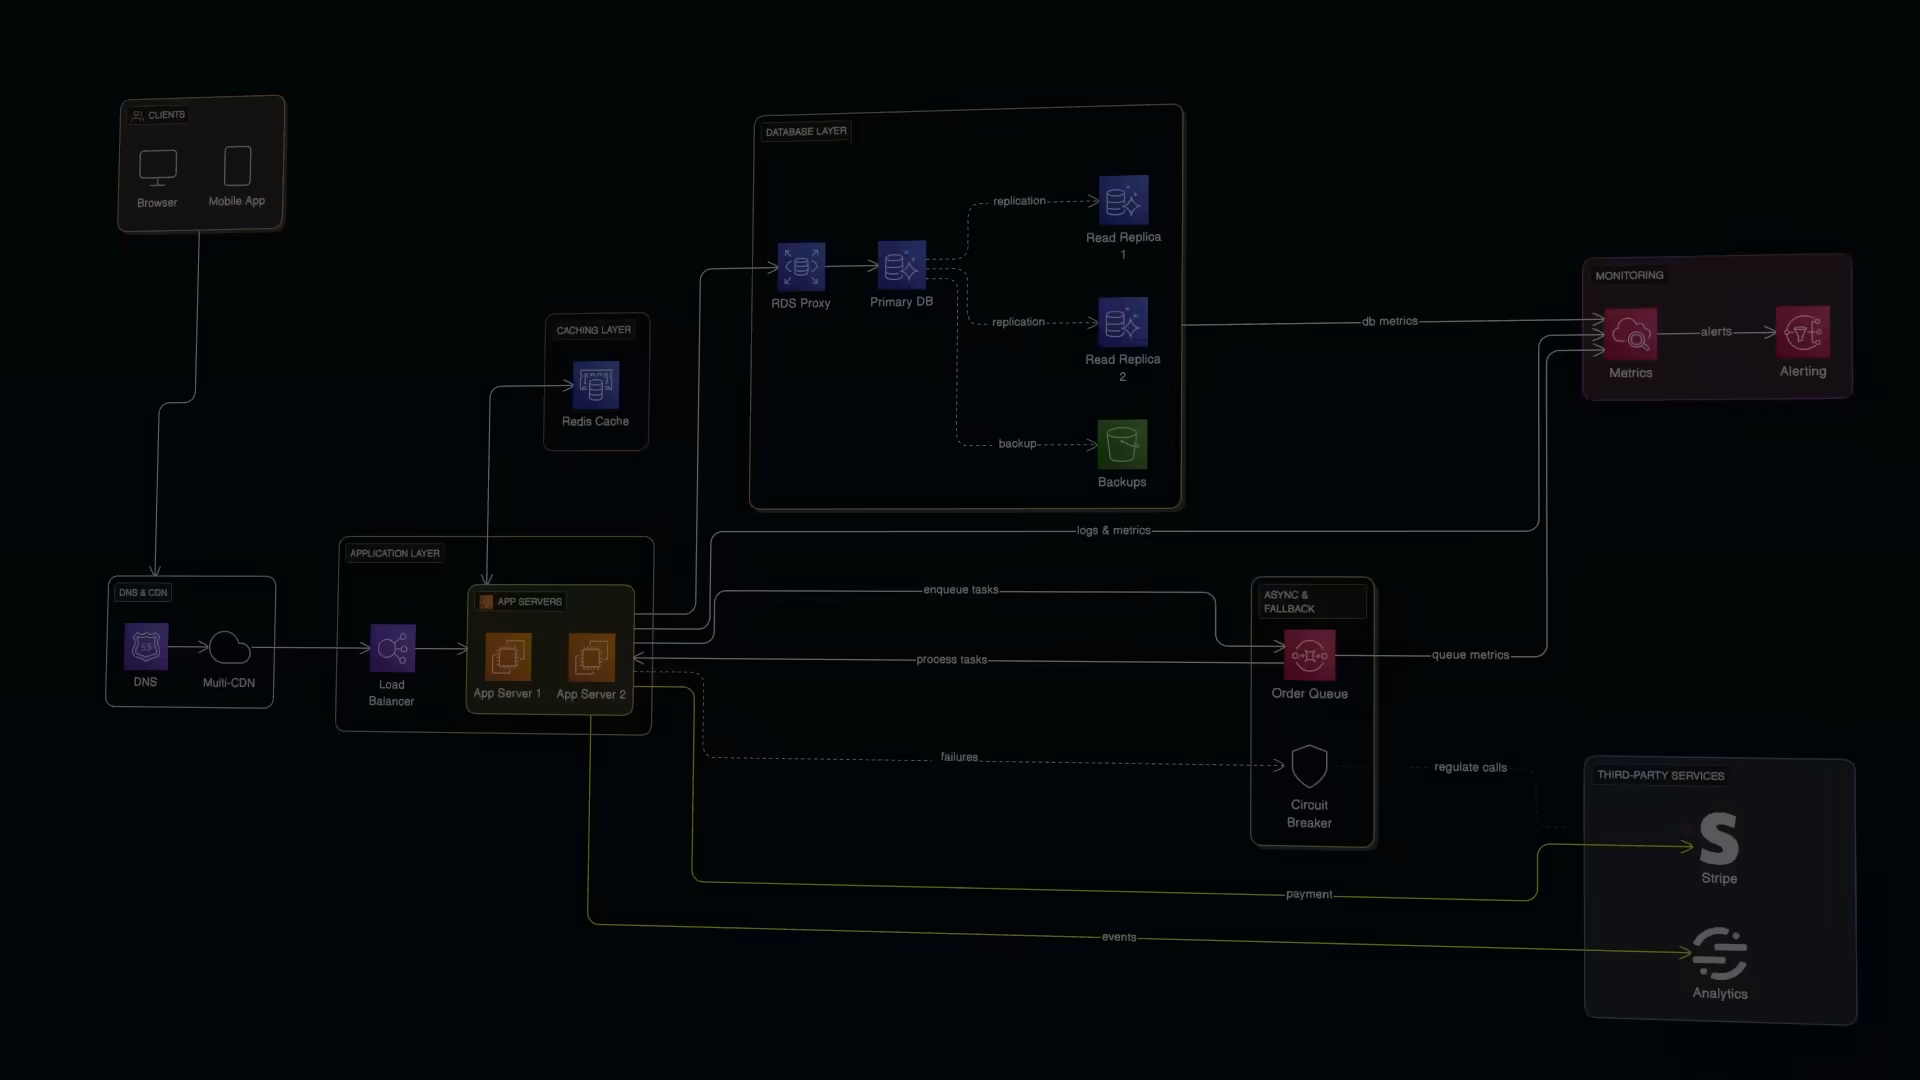 CLIENTS
Browser
Mobile App
DATABASE LAYER
replication
Read Replica
1
RDS Proxy
Primary DB
replication
Read Replica
2
backup
Backups
db metrics
MONITORING
Metrics
alerts
Alerting
CACHING LAYER
Redis Cache
logs & metrics
APPLICATION LAYER
DNS & CDN
DNS
Multi-CDN
Load
Balancer
APP SERVERS
App Server 1
App Server 2
enqueue tasks
process tasks
failures
ASYNC &
FALLBACK
Order Queue
queue metrics
Circuit
Breaker
regulate calls
THIRD-PARTY SERVICES
Stripe
payment
events
Analytics